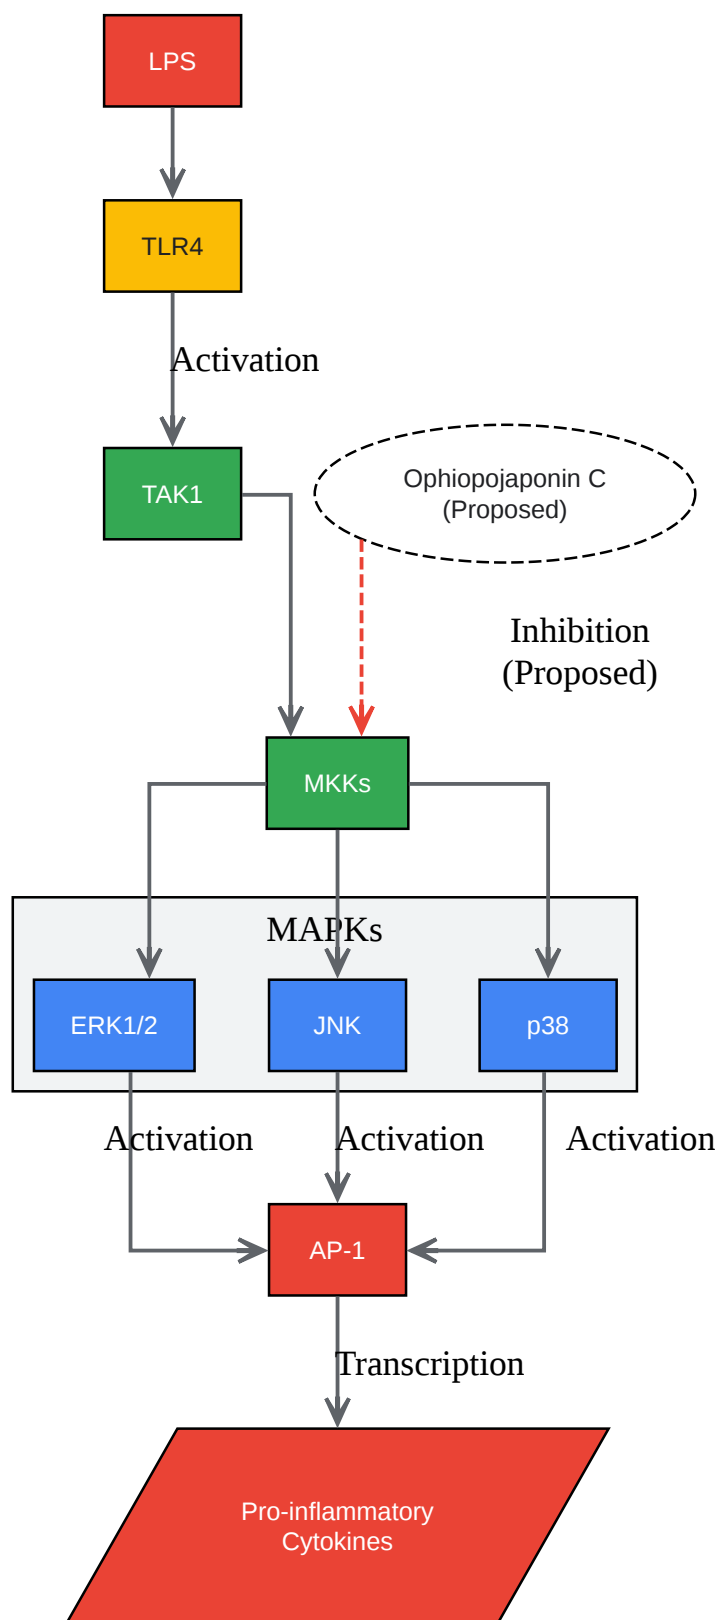 LPS
TLR4
Activation
TAK1
Ophiopojaponin C
(Proposed)
Inhibition
(Proposed)
MKKs
MAPKs
ERK1/2
JNK
p38
Activation
Activation
Activation
AP-1
Transcription
Pro-inflammatory
Cytokines